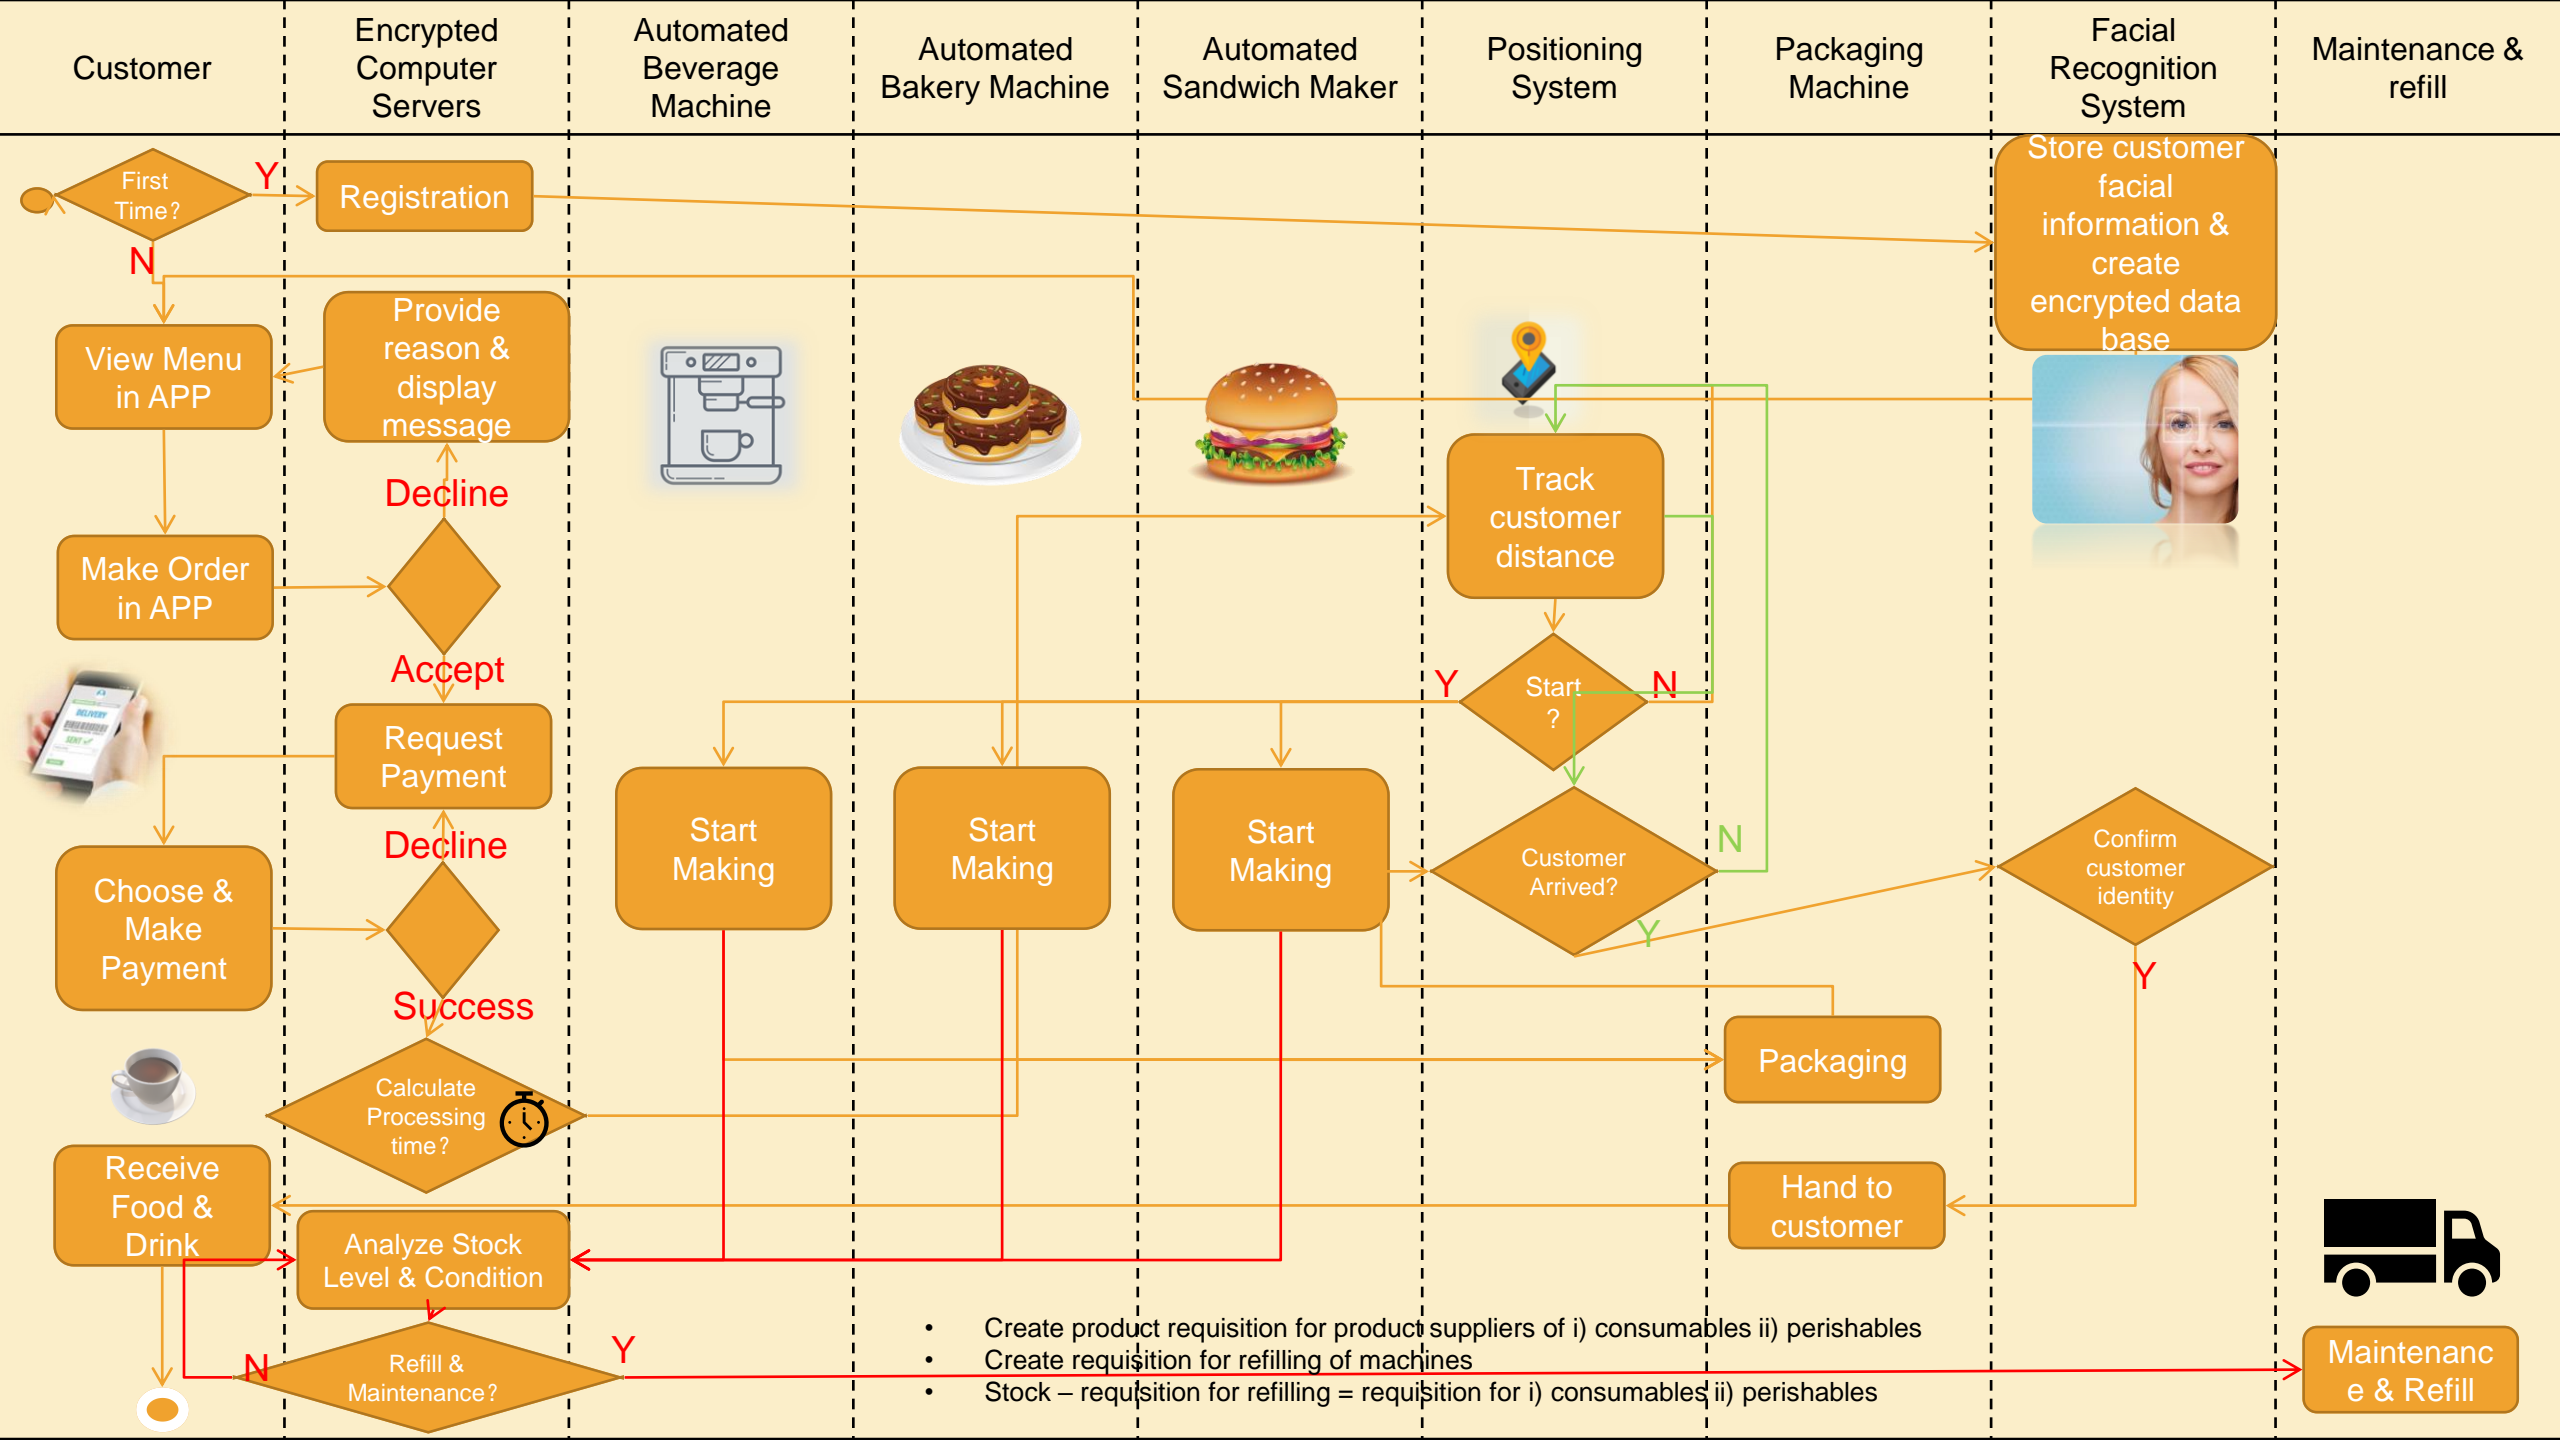 Customer
Encrypted
Computer
Servers
Automated
Beverage
Machine
Automated
Bakery Machine
Automated
Sandwich Maker
Positioning
System
Packaging
Machine
Facial
Recognition
System
Maintenance &
refill
First
Time?
Y
Registration
Store customer
facial
information &
create
encrypted data
base
N
View Menu
in APP
Provide
reason &
display
message
Decline
Track
customer
distance
Make Order
in APP
Accept
Y
Start
?
N
DELIVERY
SENT
Request
Payment
Decline
Start
Making
Start
Making
Start
Making
Customer
Arrived?
N
Y
Confirm
customer
identity
Y
Choose &
Make
Payment
Success
Calculate
Processing
time?
Packaging
Receive
Food &
Drink
Hand to
customer
Analyze Stock
Level & Condition
N
Refill &
Maintenance?
Y
• Create product requisition for product suppliers of i) consumables ii) perishables
• Create requisition for refilling of machines
• Stock – requisition for refilling = requisition for i) consumables ii) perishables
Maintenanc
e & Refill